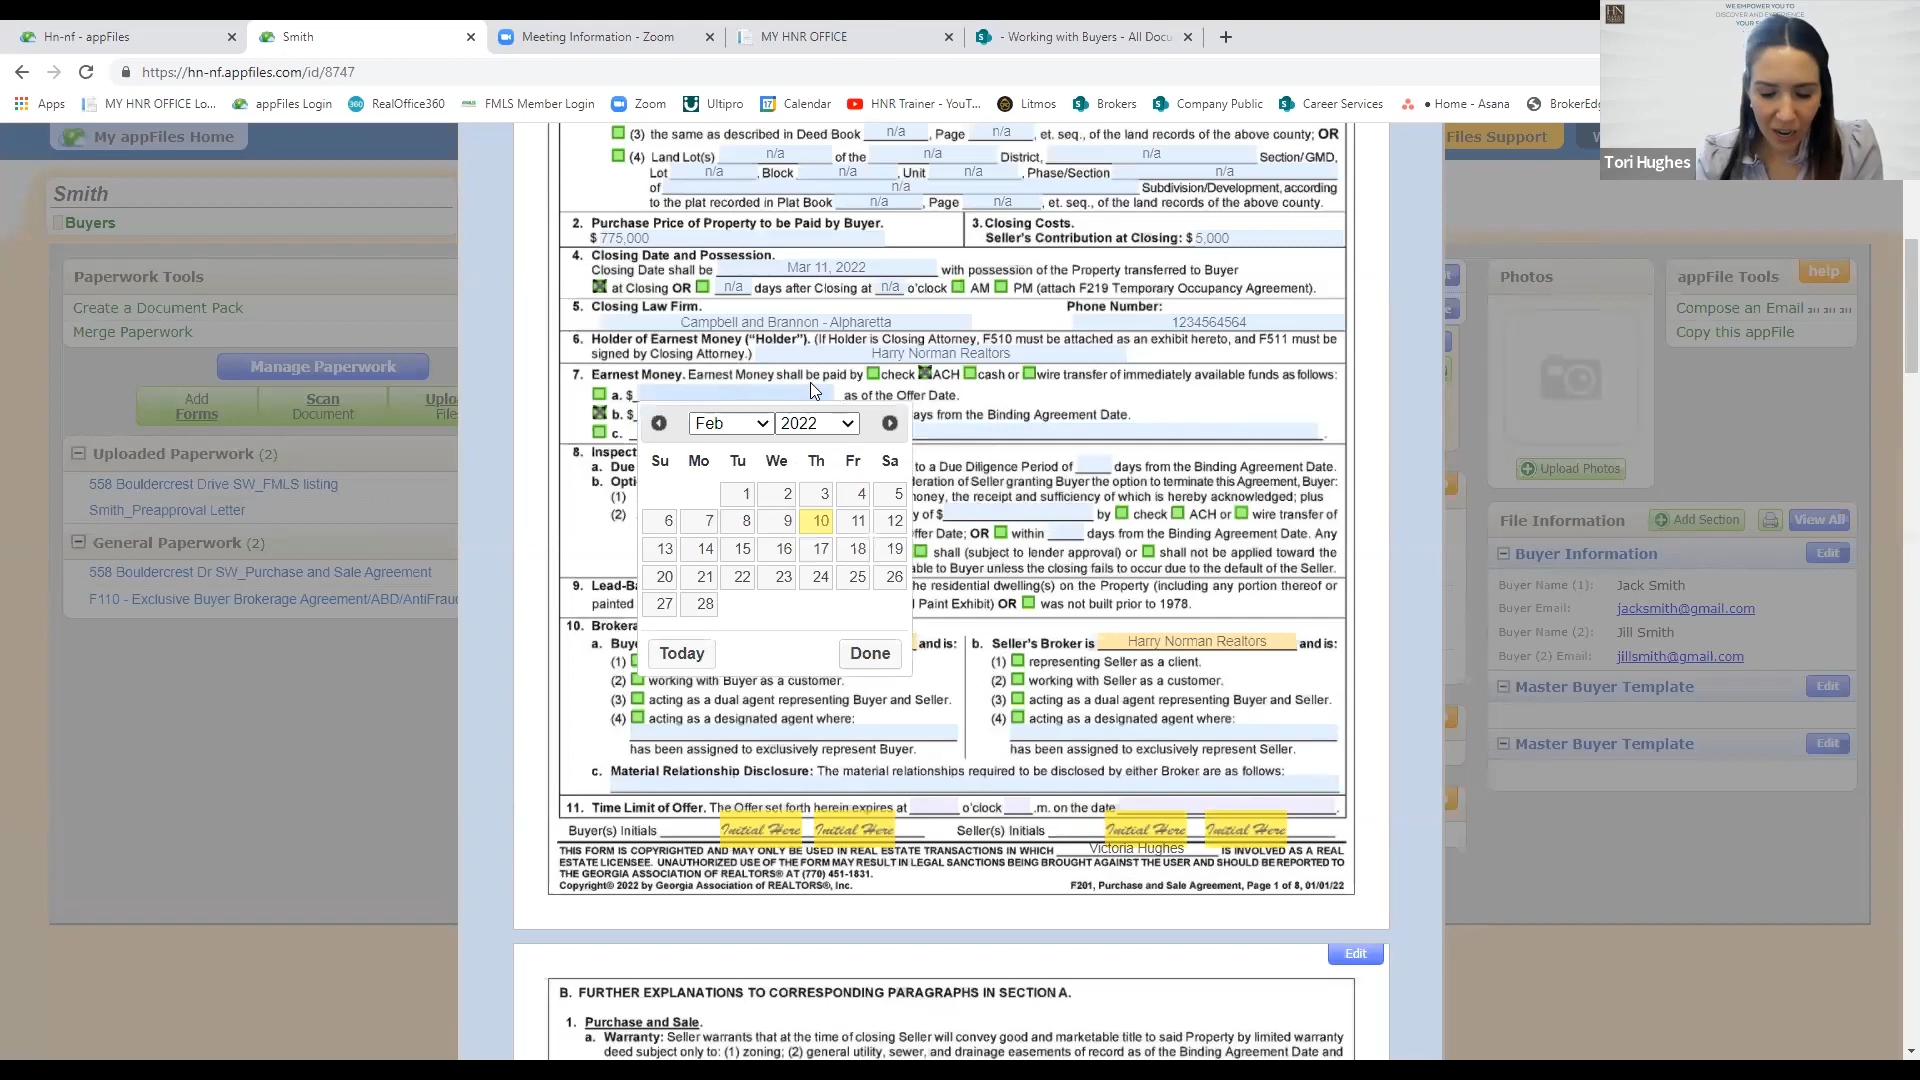 Hn-nf - appFiles
Smith
Meeting Information - Zoom
MY HNR OFFICE
- Working with Buyers - All Docu
https://hn-nf.appfiles.com/id/8747
Apps
MY HNR OFFICE Lo...
appFiles Login
RealOffice360
FMLS Member Login
Zoom
Ultipro
Calendar
HNR Trainer - YouT...
Litmos
Brokers
Company Public
Career Services
Home - Asana
BrokerEdg
HN
WE EMPOWER YOU TO
DISCOVER AND EXPERIENCE
Tori Hughes
My appFiles Home
Files Support
Smith
Buyers
Paperwork Tools
Create a Document Pack
Merge Paperwork
Manage Paperwork
Add
Forms
Scan
Document
Uplo
File
Uploaded Paperwork (2)
558 Bouldercrest Drive SW_FMLS listing
Smith_Preapproval Letter
General Paperwork (2)
558 Bouldercrest Dr SW_Purchase and Sale Agreement
F110 - Exclusive Buyer Brokerage Agreement/ABD/AntiFrau
(3) the same as described in Deed Book n/a, Page n/a, et. seq., of the land records of the above county; OR
(4) Land Lot(s) n/a of the n/a District, n/a Section/GMD,
Lot n/a, Block n/a, Unit n/a, Phase/Section n/a
of n/a Subdivision/Development, according
to the plat recorded in Plat Book n/a, Page n/a, et. seq., of the land records of the above county.
2. Purchase Price of Property to be Paid by Buyer.
$ 775,000
3. Closing Costs.
Seller's Contribution at Closing: $ 5,000
4. Closing Date and Possession.
Closing Date shall be Mar 11, 2022 with possession of the Property transferred to Buyer
at Closing OR n/a days after Closing at n/a o'clock AM PM (attach F219 Temporary Occupancy Agreement).
5. Closing Law Firm. Phone Number:
Campbell and Brannon - Alpharetta 1234564564
6. Holder of Earnest Money ("Holder"). (If Holder is Closing Attorney, F510 must be attached as an exhibit hereto, and F511 must be
signed by Closing Attorney.) Harry Norman Realtors
7. Earnest Money. Earnest Money shall be paid by check ACH cash or wire transfer of immediately available funds as follows:
a. $ as of the Offer Date.
b. $ ays from the Binding Agreement Date.
c.
Feb 2022
Su Mo Tu We Th Fr Sa
1 2 3 4 5
6 7 8 9 10 11 12
13 14 15 16 17 18 19
20 21 22 23 24 25 26
27 28
Today Done
8. Inspect
a. Due to a Due Diligence Period of days from the Binding Agreement Date.
b. Opti eration of Seller granting Buyer the option to terminate this Agreement, Buyer:
(1) noney, the receipt and sufficiency of which is hereby acknowledged; plus
(2) y of $ by check ACH or wire transfer of
ffer Date; OR within days from the Binding Agreement Date. Any
shall (subject to lender approval) or shall not be applied toward the
able to Buyer unless the closing fails to occur due to the default of the Seller.
9. Lead-Ba he residential dwelling(s) on the Property (including any portion thereof or
painted Paint Exhibit) OR was not built prior to 1978.
10. Brokera
a. Buy and is:
(1)
(2) working with Buyer as a customer.
(3) acting as a dual agent representing Buyer and Seller.
(4) acting as a designated agent where:
has been assigned to exclusively represent Buyer.
b. Seller's Broker is Harry Norman Realtors and is:
(1) representing Seller as a client.
(2) working with Seller as a customer.
(3) acting as a dual agent representing Buyer and Seller.
(4) acting as a designated agent where:
has been assigned to exclusively represent Seller.
c. Material Relationship Disclosure: The material relationships required to be disclosed by either Broker are as follows:
11. Time Limit of Offer. The Offer set forth herein expires at o'clock .m. on the date .
Buyer(s) Initials Initial Here Initial Here Seller(s) Initials Initial Here Initial Here
THIS FORM IS COPYRIGHTED AND MAY ONLY BE USED IN REAL ESTATE TRANSACTIONS IN WHICH Victoria Hughes IS INVOLVED AS A REAL
ESTATE LICENSEE. UNAUTHORIZED USE OF THE FORM MAY RESULT IN LEGAL SANCTIONS BEING BROUGHT AGAINST THE USER AND SHOULD BE REPORTED TO
THE GEORGIA ASSOCIATION OF REALTORS® AT (770) 451-1831.
Copyright© 2022 by Georgia Association of REALTORS®, Inc. F201, Purchase and Sale Agreement, Page 1 of 8, 01/01/22
Edit
B. FURTHER EXPLANATIONS TO CORRESPONDING PARAGRAPHS IN SECTION A.
1. Purchase and Sale.
a. Warranty: Seller warrants that at the time of closing Seller will convey good and marketable title to said Property by limited warranty
deed subject only to: (1) zoning; (2) general utility, sewer, and drainage easements of record as of the Binding Agreement Date and
Photos
Upload Photos
appFile Tools
help
Compose an Email
Copy this appFile
File Information
Add Section
View All
Buyer Information
Edit
Buyer Name (1): Jack Smith
Buyer Email: jacksmith@gmail.com
Buyer Name (2): Jill Smith
Buyer (2) Email: jillsmith@gmail.com
Master Buyer Template
Edit
Master Buyer Template
Edit